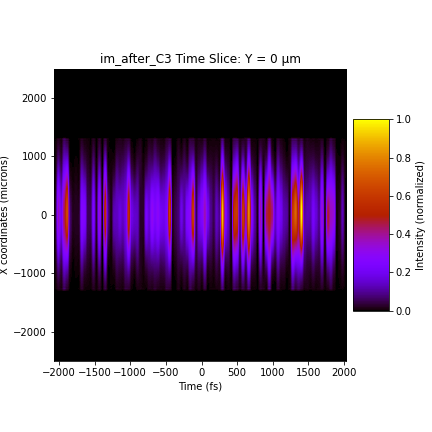 im_after_C3 Time Slice: Y = 0 μm
2000
1000
0
−1000
−2000
X coordinates (microns)
−2000 −1500 −1000 −500 0 500 1000 1500 2000
Time (fs)
1.0
0.8
0.6
0.4
0.2
0.0
Intensity (normalized)